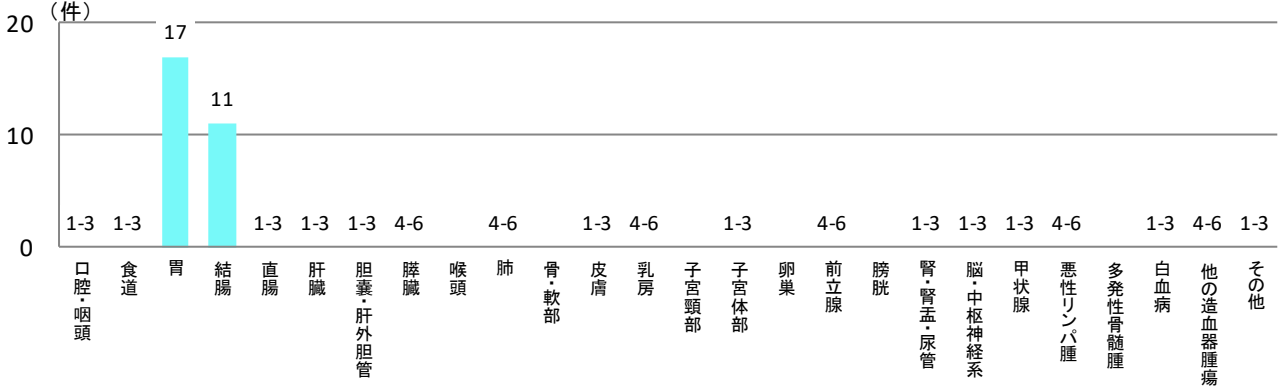 （件）
20
10
0
17
11
1-3
1-3
1-3
1-3
1-3
4-6
4-6
1-3
4-6
1-3
4-6
1-3
1-3
1-3
4-6
1-3
4-6
1-3
口腔・咽頭
食道
胃
結腸
直腸
肝臓
胆嚢・肝外胆管
膵臓
喉頭
肺
骨・軟部
皮膚
乳房
子宮頸部
子宮体部
卵巣
前立腺
膀胱
腎・腎盂・尿管
脳・中枢神経系
甲状腺
悪性リンパ腫
多発性骨髄腫
白血病
他の造血器腫瘍
その他